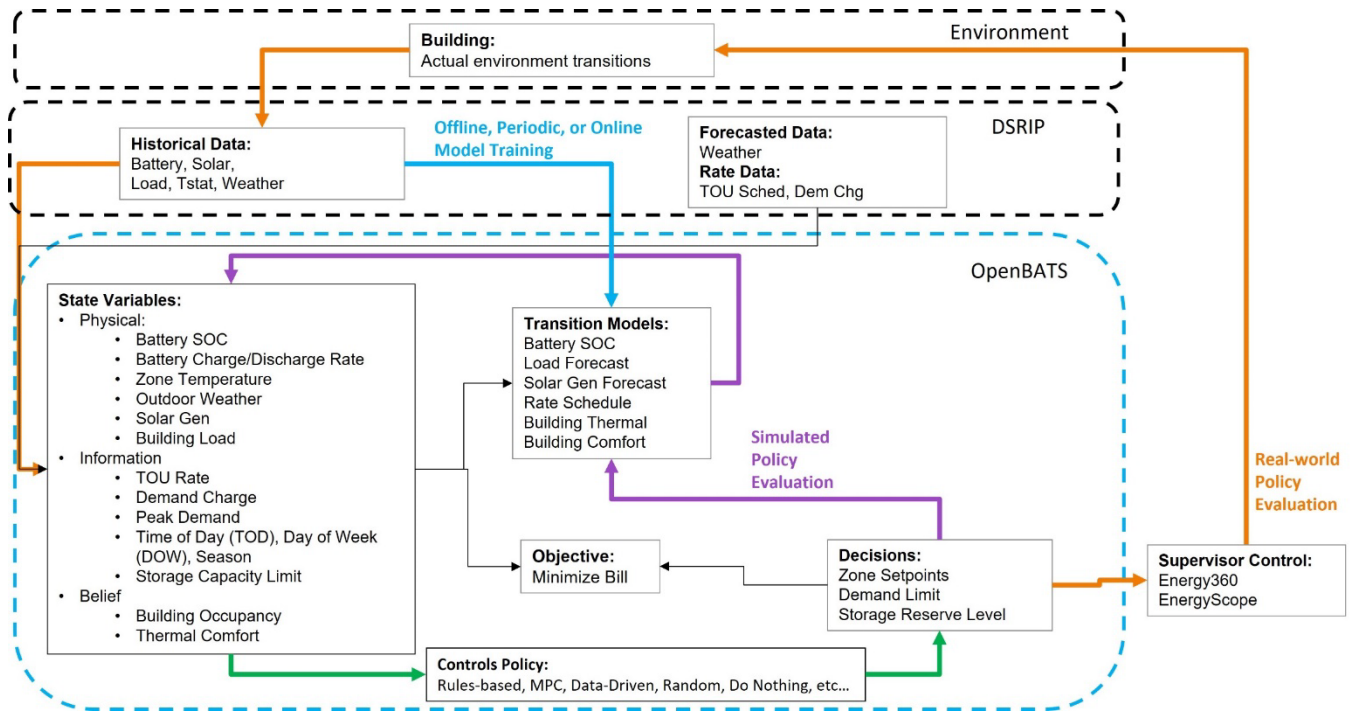 Environment
Building:
Actual environment transitions
DSRIP
Historical Data:
Battery, Solar,
Load, Tstat, Weather
Offline, Periodic, or Online
Model Training
Forecasted Data:
Weather
Rate Data:
TOU Sched, Dem Chg
OpenBATS
State Variables:
• Physical:
• Battery SOC
• Battery Charge/Discharge Rate
• Zone Temperature
• Outdoor Weather
• Solar Gen
• Building Load
• Information
• TOU Rate
• Demand Charge
• Peak Demand
• Time of Day (TOD), Day of Week
(DOW), Season
• Storage Capacity Limit
• Belief
• Building Occupancy
• Thermal Comfort
Transition Models:
Battery SOC
Load Forecast
Solar Gen Forecast
Rate Schedule
Building Thermal
Building Comfort
Simulated
Policy
Evaluation
Real-world
Policy
Evaluation
Objective:
Minimize Bill
Decisions:
Zone Setpoints
Demand Limit
Storage Reserve Level
Supervisor Control:
Energy360
EnergyScope
Controls Policy:
Rules-based, MPC, Data-Driven, Random, Do Nothing, etc...